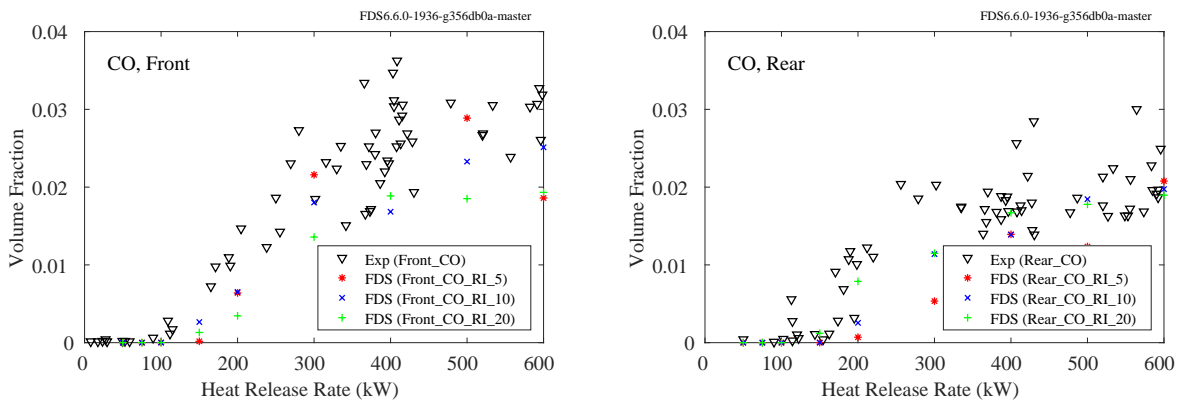 FDS6.6.0-1936-g356db0a-master
CO, Front
Volume Fraction
0.04
0.03
0.02
0.01
0
0 100 200 300 400 500 600
Heat Release Rate (kW)
Exp (Front_CO)
FDS (Front_CO_RI_5)
FDS (Front_CO_RI_10)
FDS (Front_CO_RI_20)
FDS6.6.0-1936-g356db0a-master
CO, Rear
Volume Fraction
0.04
0.03
0.02
0.01
0
0 100 200 300 400 500 600
Heat Release Rate (kW)
Exp (Rear_CO)
FDS (Rear_CO_RI_5)
FDS (Rear_CO_RI_10)
FDS (Rear_CO_RI_20)